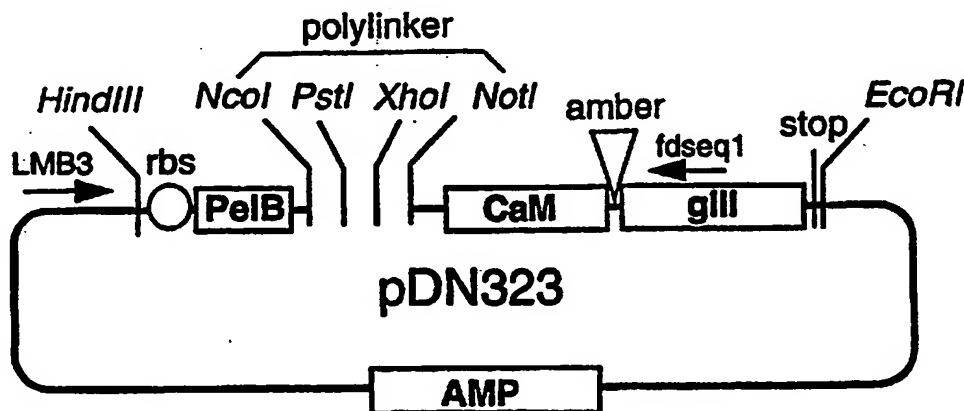 polylinker
HindIII NcoI PstI XhoI NotI EcoRI
amber stop
LMB3 rbs fdseq1
PelB CaM gIII
pDN323
AMP